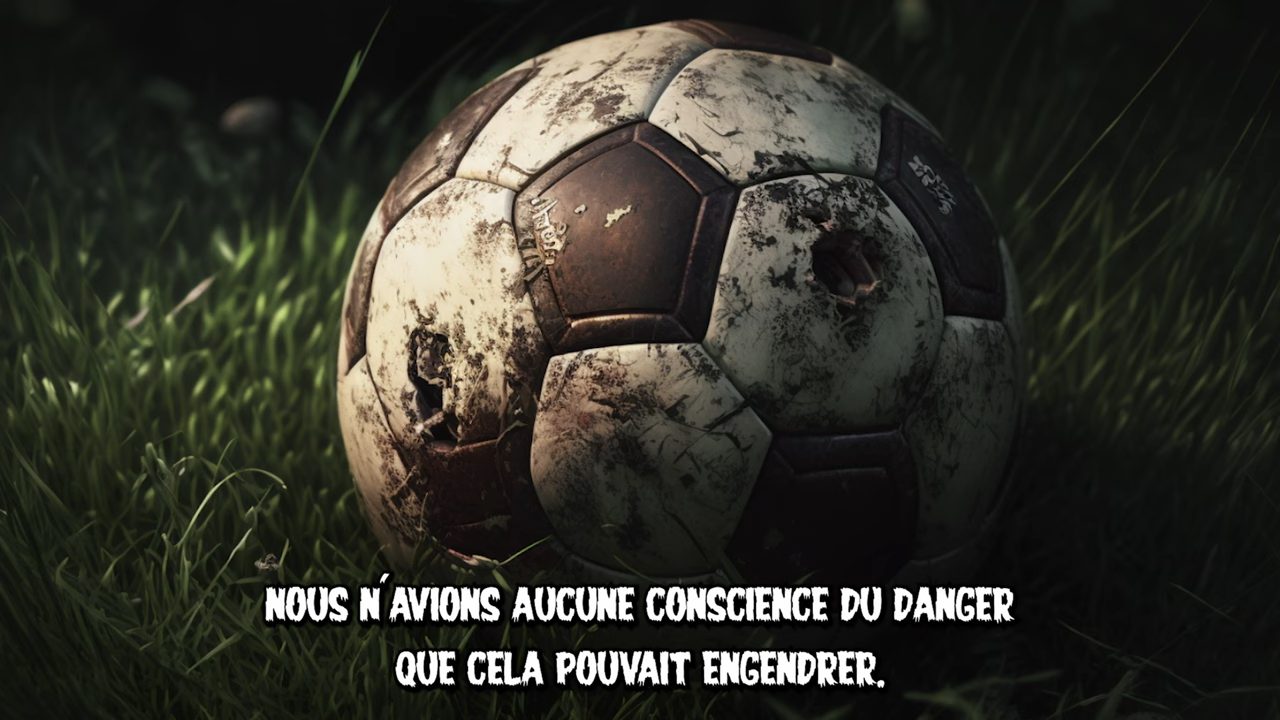 NOUS N'AVIONS AUCUNE CONSCIENCE DU DANGER
QUE CELA POUVAIT ENGENDRER.